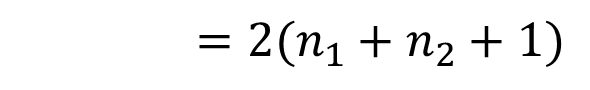 = 2(n₁ + n₂ + 1)